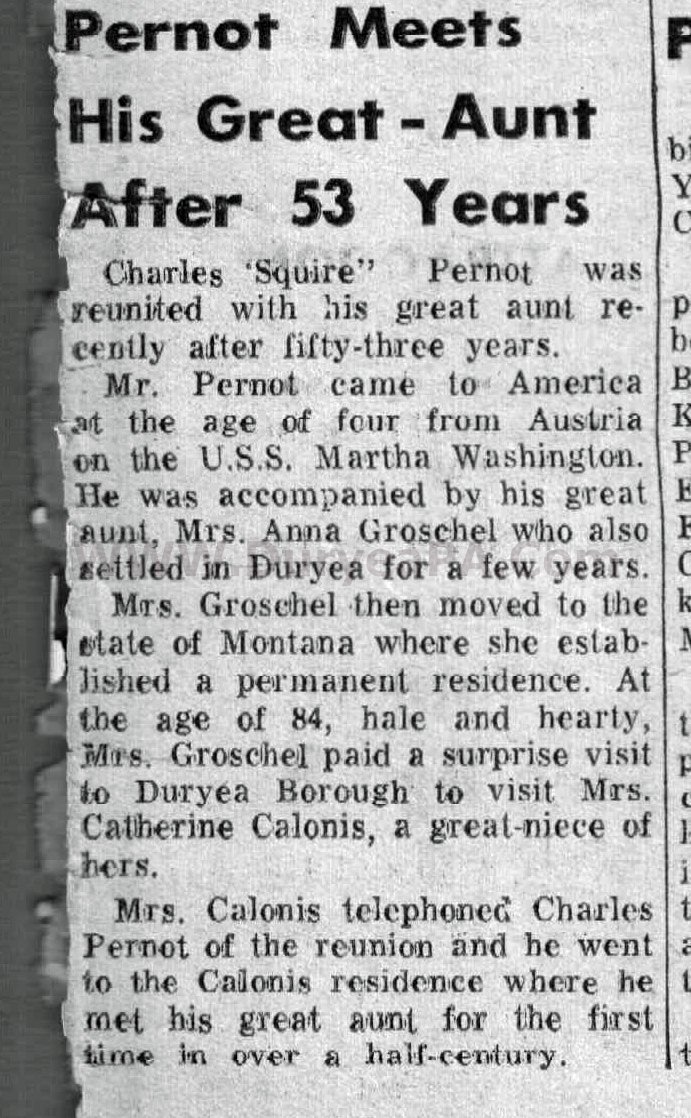 Pernot Meets
His Great-Aunt
After 53 Years
Charles 'Squire" Pernot was
reunited with his great aunt re-
cently after fifty-three years.
Mr. Pernot came to America
at the age of four from Austria
on the U.S.S. Martha Washington.
He was accompanied by his great
aunt, Mrs. Anna Groschel who also
settled in Duryea for a few years.
www.DuryeaPA.Com
Mrs. Groschel then moved to the
state of Montana where she estab-
lished a permanent residence. At
the age of 84, hale and hearty,
Mrs. Groschel paid a surprise visit
to Duryea Borough to visit Mrs.
Catherine Calonis, a great-niece of
hers.
Mrs. Calonis telephoned Charles
Pernot of the reunion and he went
to the Calonis residence where he
met his great aunt for the first
time in over a half-century.